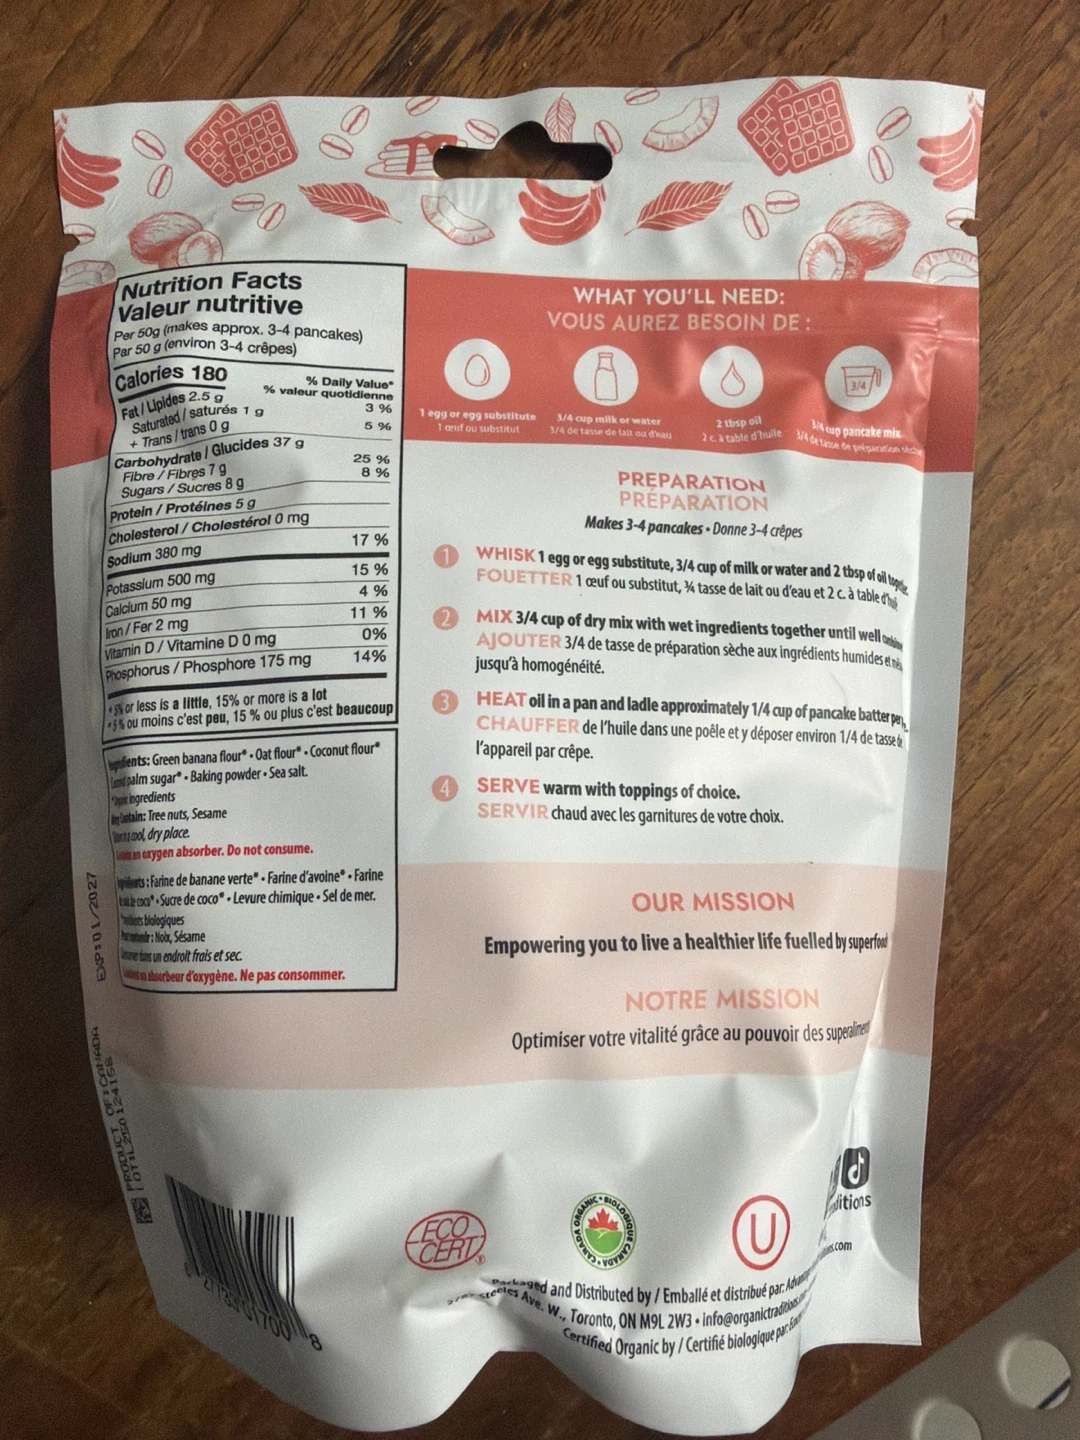 Nutrition Facts
Valeur nutritive
Per 50g (makes approx. 3-4 pancakes)
Par 50 g (environ 3-4 crêpes)
Calories 180
% Daily Value*
% valeur quotidienne
Fat / Lipides 2.5 g 3 %
Saturated / saturés 1 g
+ Trans / trans 0 g 5 %
Carbohydrate / Glucides 37 g
Fibre / Fibres 7 g 25 %
Sugars / Sucres 8 g 8 %
Protein / Protéines 5 g
Cholesterol / Cholestérol 0 mg
Sodium 380 mg 17 %
Potassium 500 mg 15 %
Calcium 50 mg 4 %
Iron / Fer 2 mg 11 %
Vitamin D / Vitamine D 0 mg 0%
Phosphorus / Phosphore 175 mg 14%
* 5% or less is a little, 15% or more is a lot
* 5 % ou moins c'est peu, 15 % ou plus c'est beaucoup
Green banana flour* • Oat flour* • Coconut flour*
palm sugar* • Baking powder • Sea salt.
ingredients
Tree nuts, Sesame
cool, dry place.
an oxygen absorber. Do not consume.
Farine de banane verte* • Farine d'avoine* • Farine
coco* • Sucre de coco* • Levure chimique • Sel de mer.
biologiques
Noix, Sésame
dans un endroit frais et sec.
absorbeur d'oxygène. Ne pas consommer.
EXP:01/2027
PRODUCT OF:CANADA
WHAT YOU'LL NEED:
VOUS AUREZ BESOIN DE :
3/4
1 egg or egg substitute
1 œuf ou substitut
3/4 cup milk or water
3/4 de tasse de lait ou d'eau
2 tbsp oil
2 c. à table d'huile
3/4 cup pancake mix
3/4 de tasse de préparation
PREPARATION
PRÉPARATION
Makes 3-4 pancakes • Donne 3-4 crêpes
1 WHISK 1 egg or egg substitute, 3/4 cup of milk or water and 2 tbsp of oil
FOUETTER 1 œuf ou substitut, ¾ tasse de lait ou d'eau et 2 c. à table
2 MIX 3/4 cup of dry mix with wet ingredients together until well
AJOUTER 3/4 de tasse de préparation sèche aux ingrédients humides et
jusqu'à homogénéité.
3 HEAT oil in a pan and ladle approximately 1/4 cup of pancake batter
CHAUFFER de l'huile dans une poêle et y déposer environ 1/4 de tasse
l'appareil par crêpe.
4 SERVE warm with toppings of choice.
SERVIR chaud avec les garnitures de votre choix.
OUR MISSION
Empowering you to live a healthier life fuelled by
NOTRE MISSION
Optimiser votre vitalité grâce au pouvoir des
ECO
CERT
CANADA ORGANIC • BIOLOGIQUE CANADA
U
Packaged and Distributed by / Emballé et distribué par:
Steeles Ave. W., Toronto, ON M9L 2W3 •
Certified Organic by / Certifié biologique par: